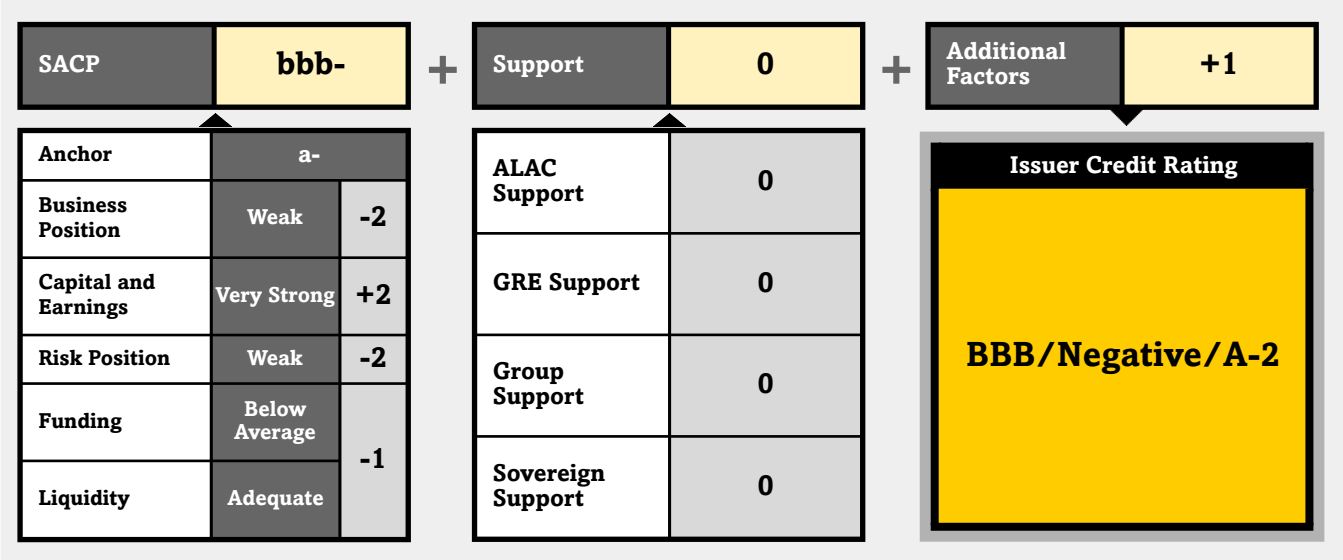 SACP
bbb-
+
Support
0
+
Additional
Factors
+1
Anchor
a-
Business
Position
Weak
-2
Capital and
Earnings
Very Strong
+2
Risk Position
Weak
-2
Funding
Below
Average
-1
Liquidity
Adequate
ALAC
Support
0
GRE Support
0
Group
Support
0
Sovereign
Support
0
Issuer Credit Rating
BBB/Negative/A-2